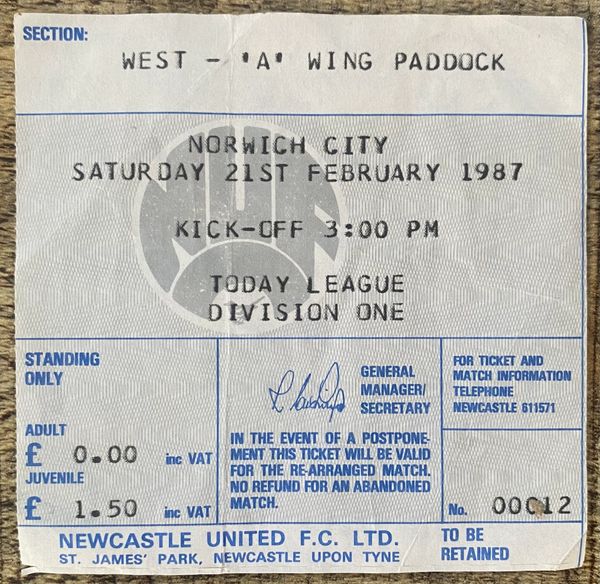 SECTION:
WEST - 'A' WING PADDOCK
NORWICH CITY
SATURDAY 21ST FEBRUARY 1987
KICK-OFF 3:00 PM
TODAY LEAGUE
DIVISION ONE
STANDING
ONLY
ADULT
£ 0.00 inc VAT
JUVENILE
£ 1.50 inc VAT
GENERAL
MANAGER/
SECRETARY
IN THE EVENT OF A POSTPONE-
MENT THIS TICKET WILL BE VALID
FOR THE RE-ARRANGED MATCH.
NO REFUND FOR AN ABANDONED
MATCH.
FOR TICKET AND
MATCH INFORMATION
TELEPHONE
NEWCASTLE 611571
No. 00012
NEWCASTLE UNITED F.C. LTD.
ST. JAMES' PARK, NEWCASTLE UPON TYNE
TO BE
RETAINED